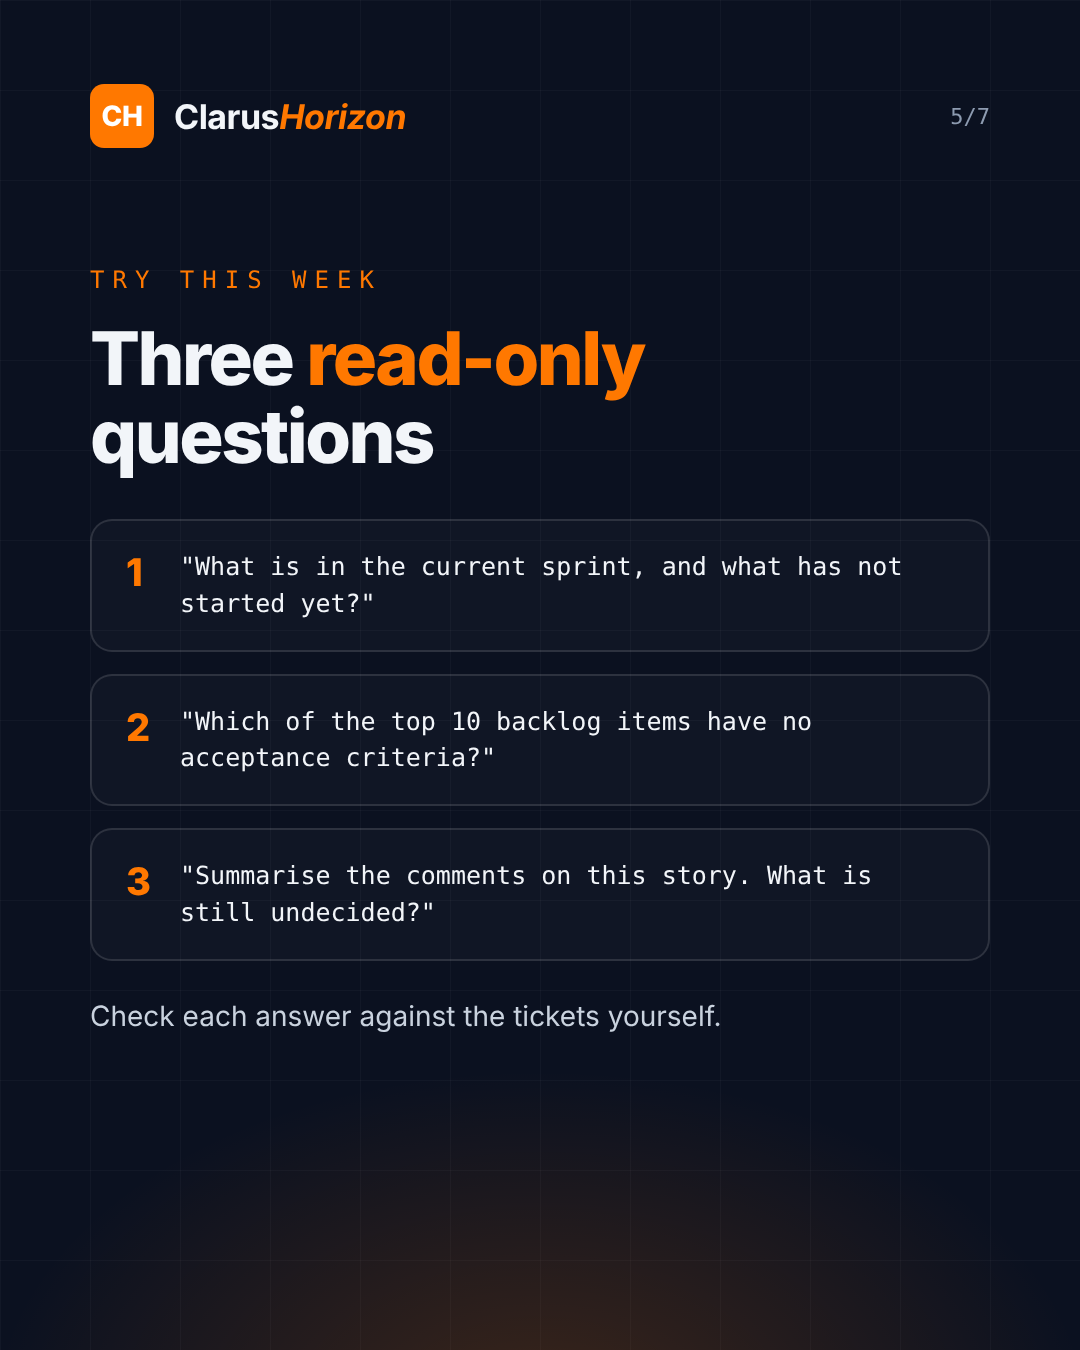 CH ClarusHorizon
5/7
TRY THIS WEEK
Three read-only
questions
1 "What is in the current sprint, and what has not
started yet?"
2 "Which of the top 10 backlog items have no
acceptance criteria?"
3 "Summarise the comments on this story. What is
still undecided?"
Check each answer against the tickets yourself.